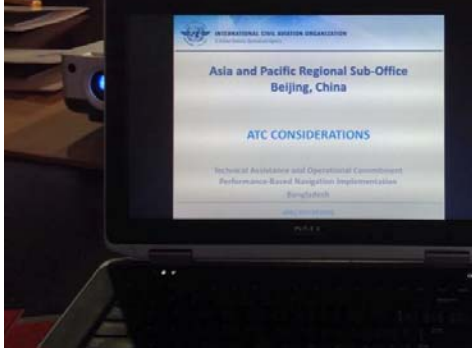 INTERNATIONAL CIVIL AVIATION ORGANIZATION
Asia and Pacific Regional Sub-Office
Beijing, China
ATC CONSIDERATIONS
Technical Assistance and Operational Commitment
Performance-Based Navigation Implementation
Bangladesh
DELL